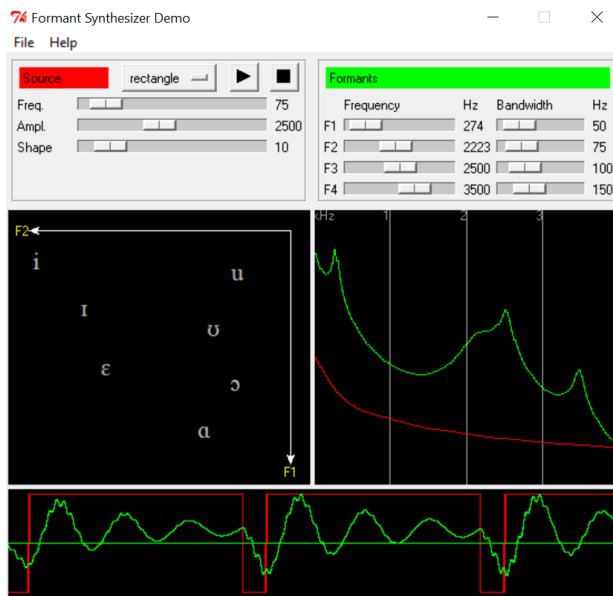 Formant Synthesizer Demo
File Help
Source rectangle
Freq. 75
Ampl. 2500
Shape 10
Formants
Frequency Hz Bandwidth Hz
F1 274 50
F2 2223 75
F3 2500 100
F4 3500 150
F2
i
u
ɪ
ʊ
ɛ
ɔ
ɑ
F1
kHz 1 2 3